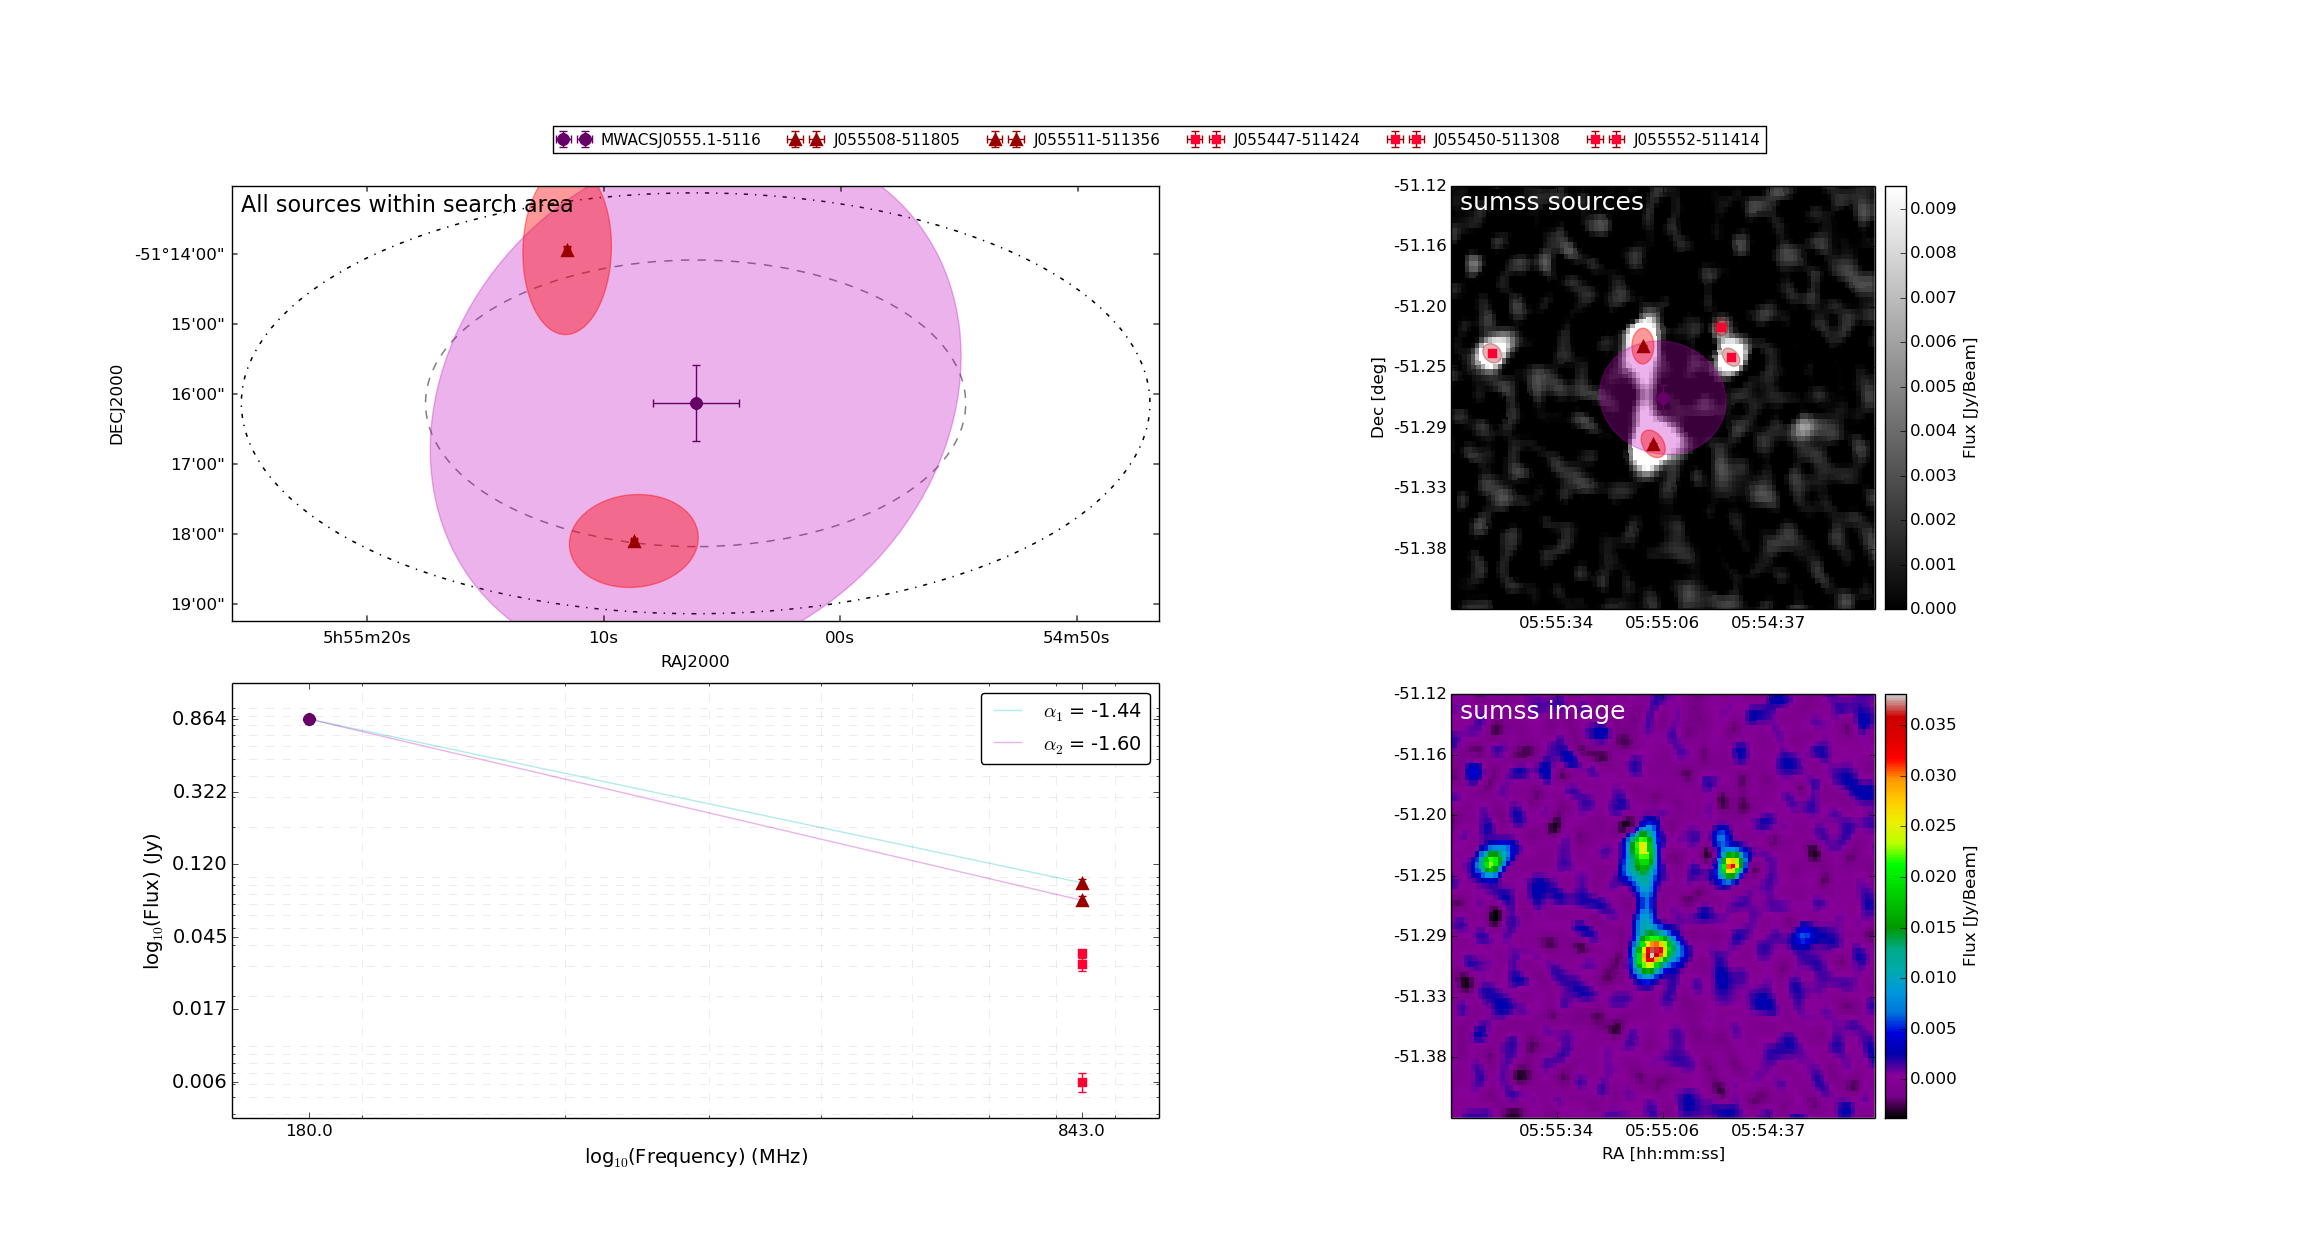 MWACSJ0555.1-5116 J055508-511805 J055511-511356 J055447-511424 J055450-511308 J055552-511414
All sources within search area
-51°14'00"
15'00"
16'00"
17'00"
18'00"
19'00"
DECJ2000
5h55m20s 10s 00s 54m50s
RAJ2000
sumss sources
-51.12
-51.16
-51.20
-51.25
-51.29
-51.33
-51.38
Dec [deg]
05:55:34 05:55:06 05:54:37
0.009
0.008
0.007
0.006
0.005
0.004
0.003
0.002
0.001
0.000
Flux [Jy/Beam]
α1 = -1.44
α2 = -1.60
0.864
0.322
0.120
0.045
0.017
0.006
log10(Flux) (Jy)
180.0 843.0
log10(Frequency) (MHz)
sumss image
-51.12
-51.16
-51.20
-51.25
-51.29
-51.33
-51.38
05:55:34 05:55:06 05:54:37
RA [hh:mm:ss]
0.035
0.030
0.025
0.020
0.015
0.010
0.005
0.000
Flux [Jy/Beam]